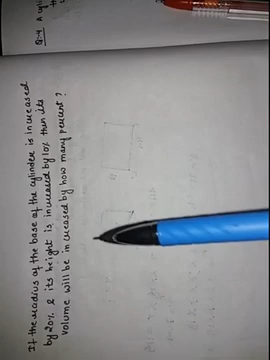 If the radius of the base of the cylinder is increased
by 20% & its height is increased by 10% then its
volume will be increased by how many percent?
Q-4 A